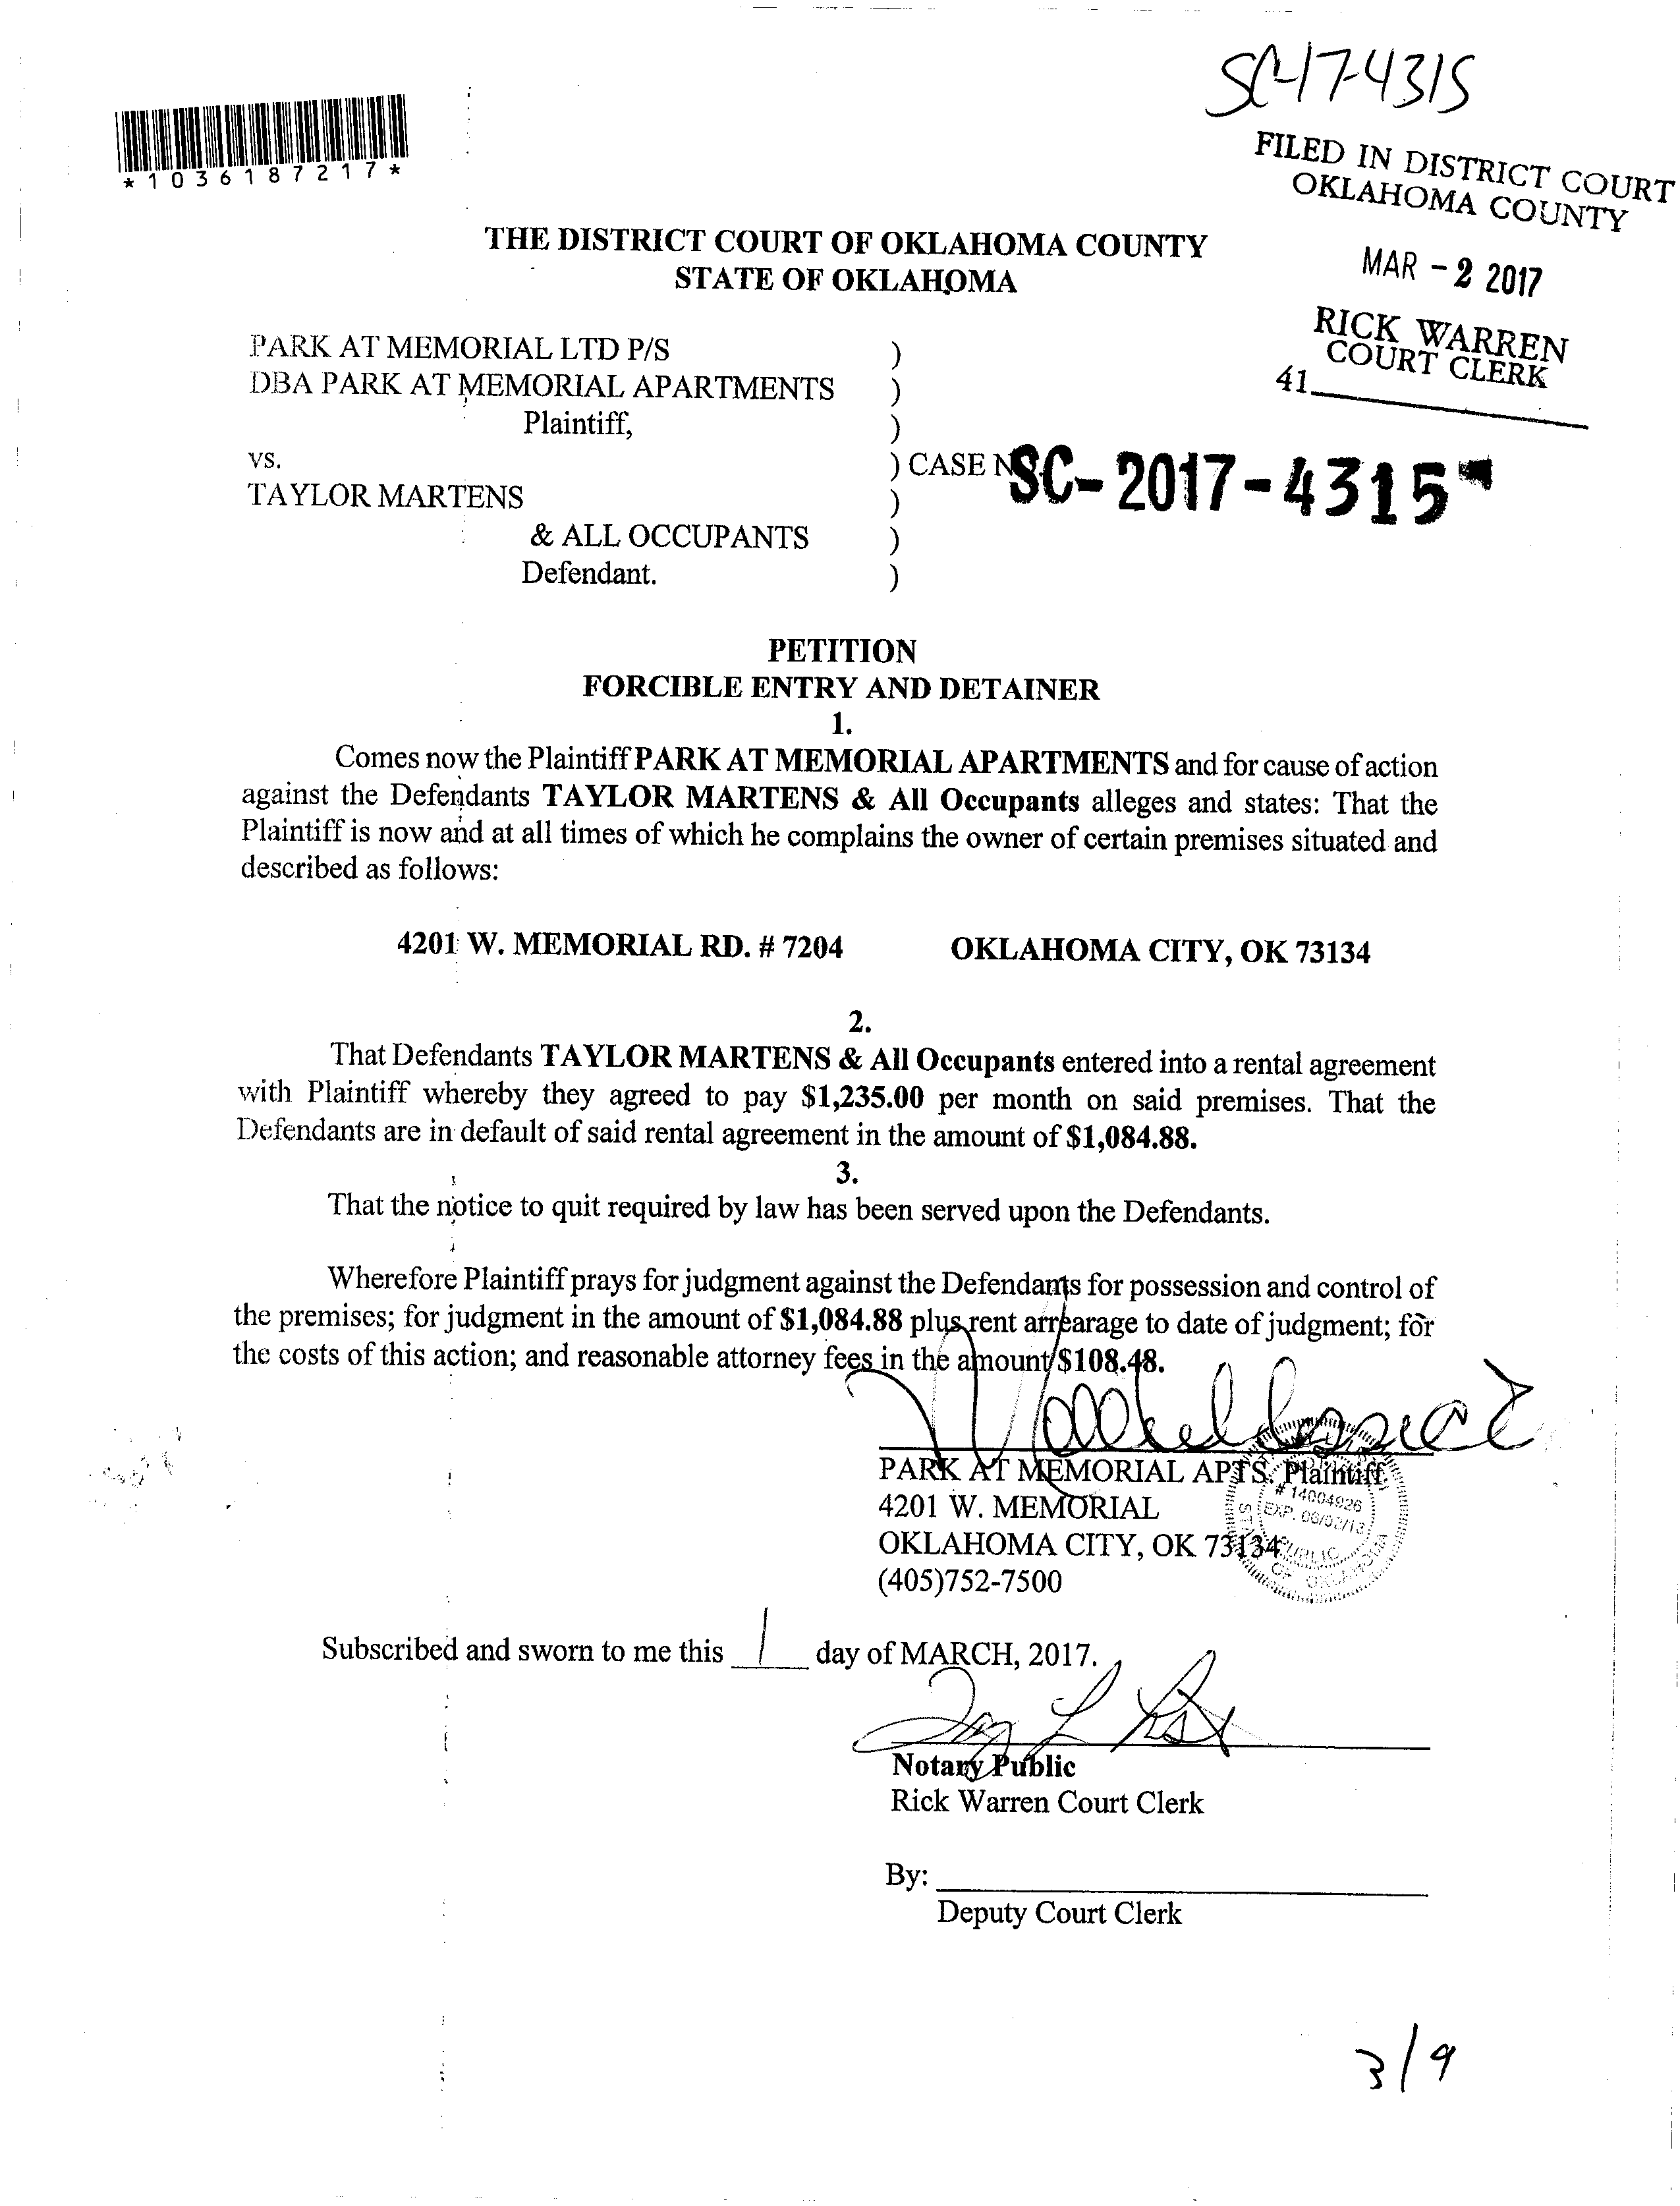 SC-17-4315
*1036187217*
FILED IN DISTRICT COURT
OKLAHOMA COUNTY
MAR - 2 2017
RICK WARREN
COURT CLERK
41
THE DISTRICT COURT OF OKLAHOMA COUNTY
STATE OF OKLAHOMA
PARK AT MEMORIAL LTD P/S )
DBA PARK AT MEMORIAL APARTMENTS )
Plaintiff, )
vs. ) CASE N SC-2017-4315
TAYLOR MARTENS )
& ALL OCCUPANTS )
Defendant. )
PETITION
FORCIBLE ENTRY AND DETAINER
1.
Comes now the Plaintiff PARK AT MEMORIAL APARTMENTS and for cause of action
against the Defendants TAYLOR MARTENS & All Occupants alleges and states: That the
Plaintiff is now and at all times of which he complains the owner of certain premises situated and
described as follows:
4201 W. MEMORIAL RD. # 7204 OKLAHOMA CITY, OK 73134
2.
That Defendants TAYLOR MARTENS & All Occupants entered into a rental agreement
with Plaintiff whereby they agreed to pay $1,235.00 per month on said premises. That the
Defendants are in default of said rental agreement in the amount of $1,084.88.
3.
That the notice to quit required by law has been served upon the Defendants.
Wherefore Plaintiff prays for judgment against the Defendants for possession and control of
the premises; for judgment in the amount of $1,084.88 plus rent arrearage to date of judgment; for
the costs of this action; and reasonable attorney fees in the amount $108.48.
PARK AT MEMORIAL APTS. Plaintiff
4201 W. MEMORIAL
OKLAHOMA CITY, OK 73134
(405)752-7500
# 14004926
EXP.
PUBLIC
OF OKLAHOMA
Subscribed and sworn to me this 1 day of MARCH, 2017.
Notary Public
Rick Warren Court Clerk
By:
Deputy Court Clerk
3/9